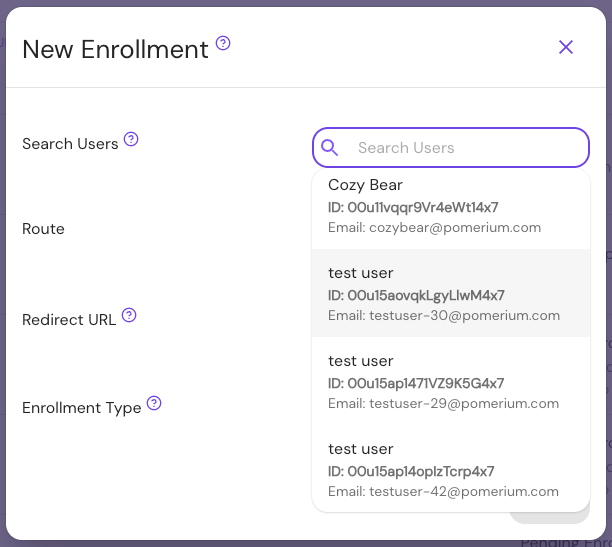 New Enrollment
Search Users
Search Users
Cozy Bear
ID: 00u11vqqr9Vr4eWt14x7
Email: cozybear@pomerium.com
Route
test user
ID: 00u15aovqkLgyLlwM4x7
Email: testuser-30@pomerium.com
Redirect URL
test user
ID: 00u15ap1471VZ9K5G4x7
Email: testuser-29@pomerium.com
Enrollment Type
test user
ID: 00u15ap14oplzTcrp4x7
Email: testuser-42@pomerium.com